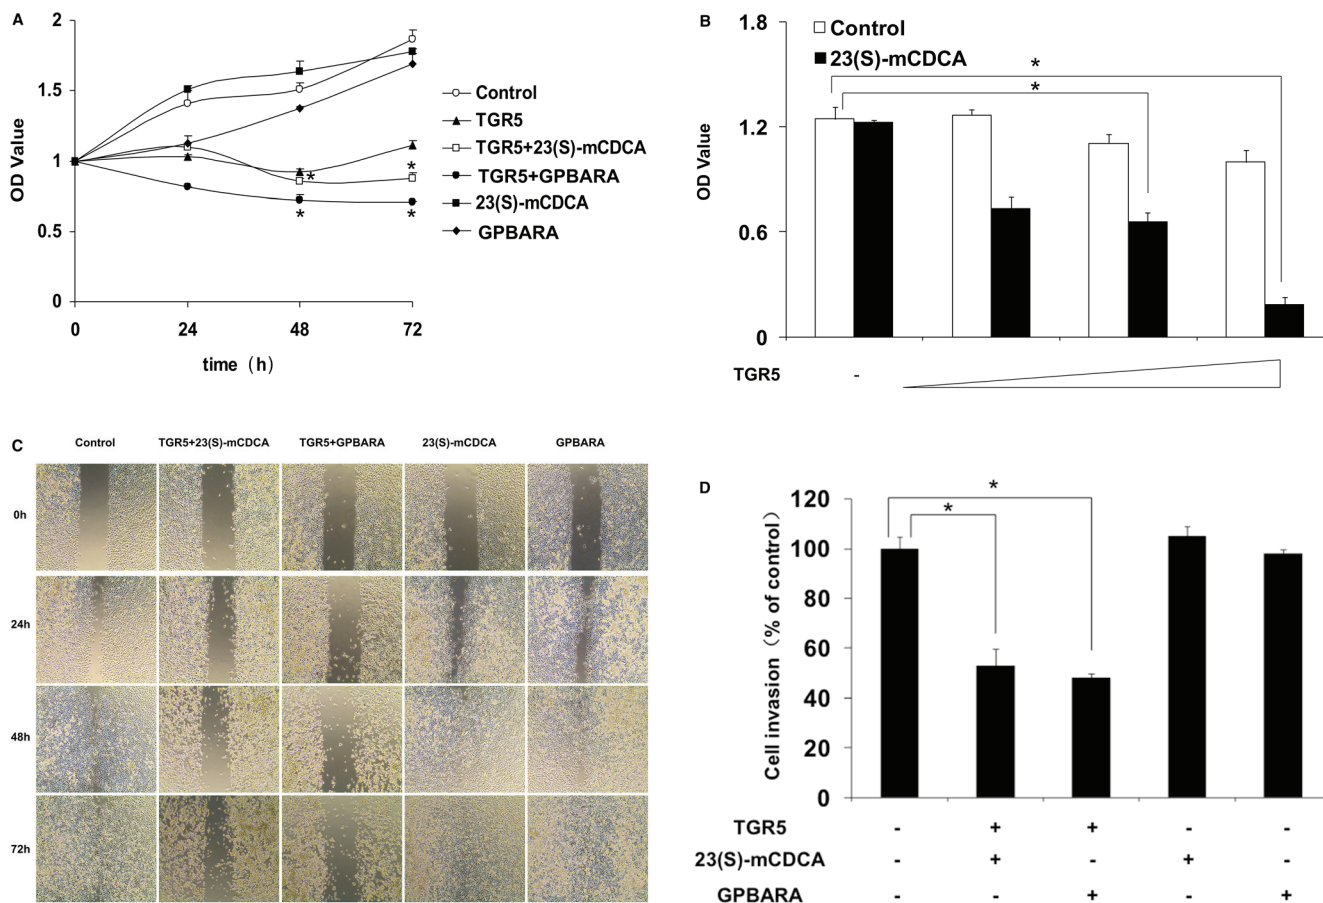 A
2
1.5
1
0.5
0
OD Value
0 24 48 72
time (h)
Control
TGR5
TGR5+23(S)-mCDCA
TGR5+GPBARA
23(S)-mCDCA
GPBARA
*
*
*
*
B
1.8
1.2
0.6
0
OD Value
Control
23(S)-mCDCA
*
*
TGR5 -
C
Control TGR5+23(S)-mCDCA TGR5+GPBARA 23(S)-mCDCA GPBARA
0h
24h
48h
72h
D
120
100
80
60
40
20
0
Cell invasion (% of control)
*
*
TGR5 - + + - -
23(S)-mCDCA - + - + -
GPBARA - - + - +